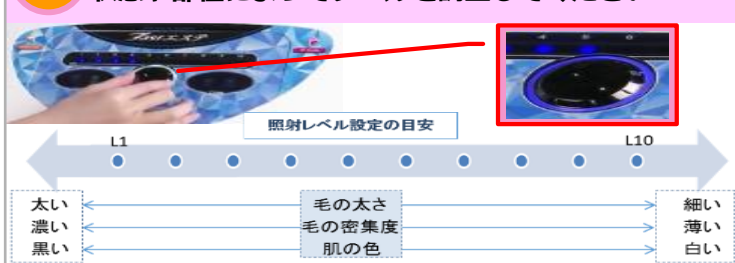 照射レベル設定の目安
L1
L10
太い
毛の太さ
細い
濃い
毛の密集度
薄い
黒い
肌の色
白い